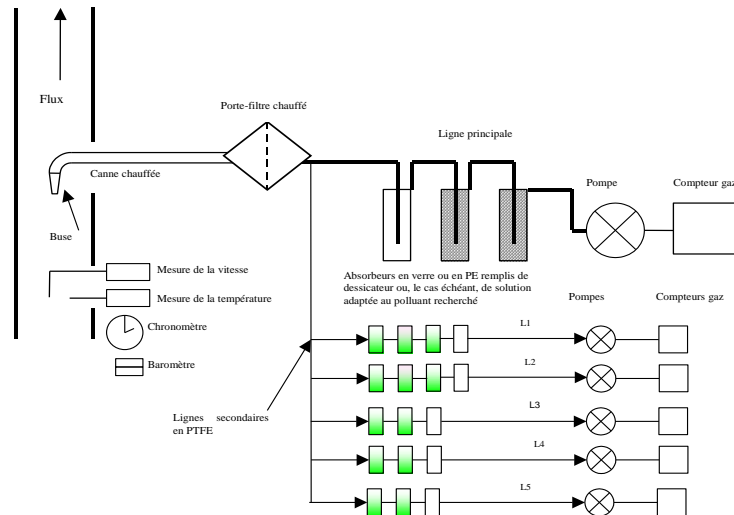 Flux
Porte-filtre chauffé
Ligne principale
Canne chauffée
Pompe
Compteur gaz
Buse
Mesure de la vitesse
Mesure de la température
Chronomètre
Baromètre
Absorbeurs en verre ou en PE remplis de
dessicateur ou, le cas échéant, de solution
adaptée au polluant recherché
Pompes
Compteurs gaz
L1
L2
L3
L4
L5
Lignes secondaires
en PTFE